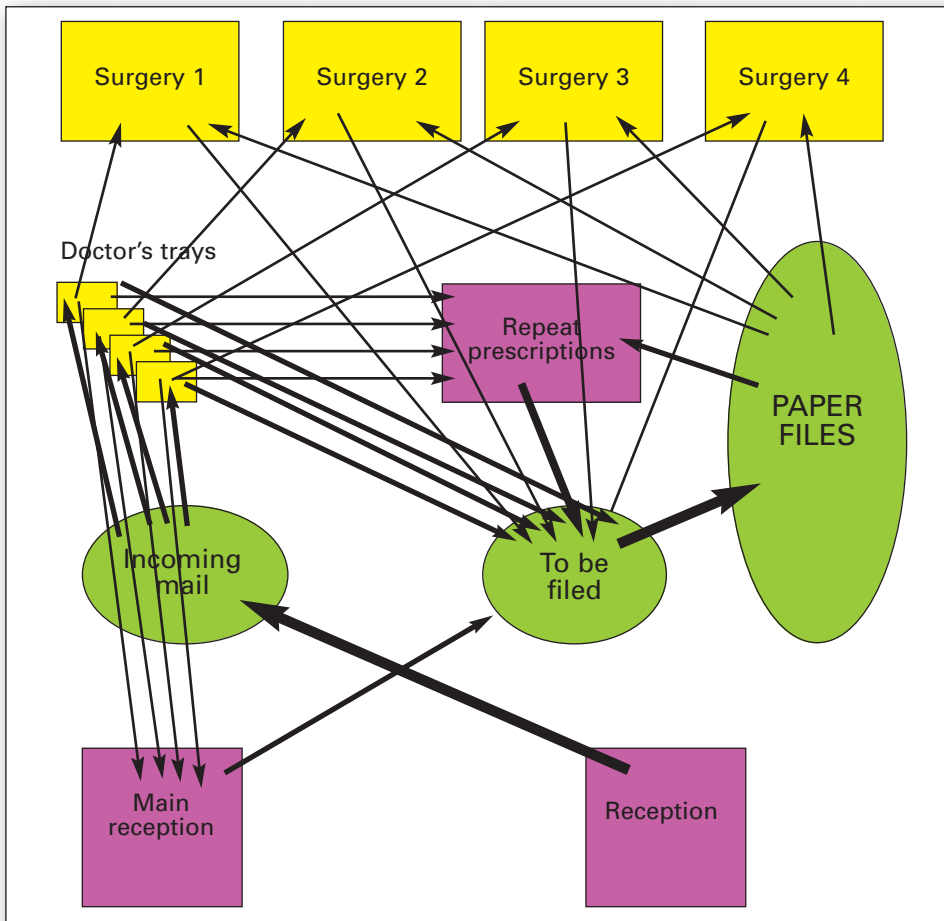 Surgery 1
Surgery 2
Surgery 3
Surgery 4
Doctor's trays
Repeat
prescriptions
PAPER
FILES
Incoming
mail
To be
filed
Main
reception
Reception